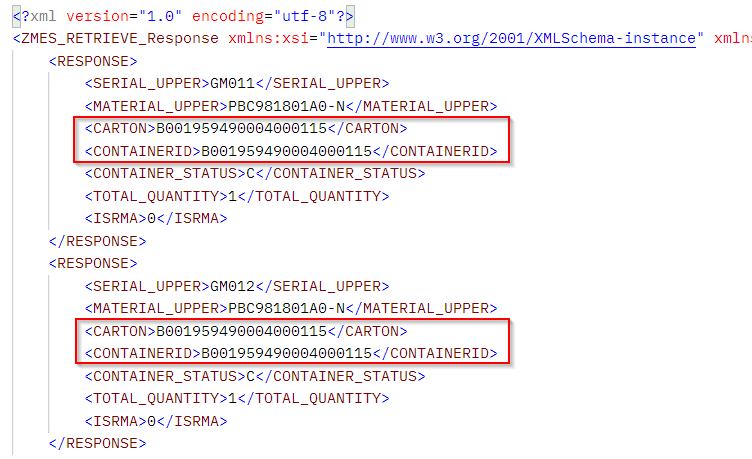 <?xml version="1.0" encoding="utf-8"?>
<ZMES_RETRIEVE_Response xmlns:xsi="http://www.w3.org/2001/XMLSchema-instance" xmlns
<RESPONSE>
<SERIAL_UPPER>GM011</SERIAL_UPPER>
<MATERIAL_UPPER>PBC981801A0-N</MATERIAL_UPPER>
<CARTON>B001959490004000115</CARTON>
<CONTAINERID>B001959490004000115</CONTAINERID>
<CONTAINER_STATUS>C</CONTAINER_STATUS>
<TOTAL_QUANTITY>1</TOTAL_QUANTITY>
<ISRMA>0</ISRMA>
</RESPONSE>
<RESPONSE>
<SERIAL_UPPER>GM012</SERIAL_UPPER>
<MATERIAL_UPPER>PBC981801A0-N</MATERIAL_UPPER>
<CARTON>B001959490004000115</CARTON>
<CONTAINERID>B001959490004000115</CONTAINERID>
<CONTAINER_STATUS>C</CONTAINER_STATUS>
<TOTAL_QUANTITY>1</TOTAL_QUANTITY>
<ISRMA>0</ISRMA>
</RESPONSE>